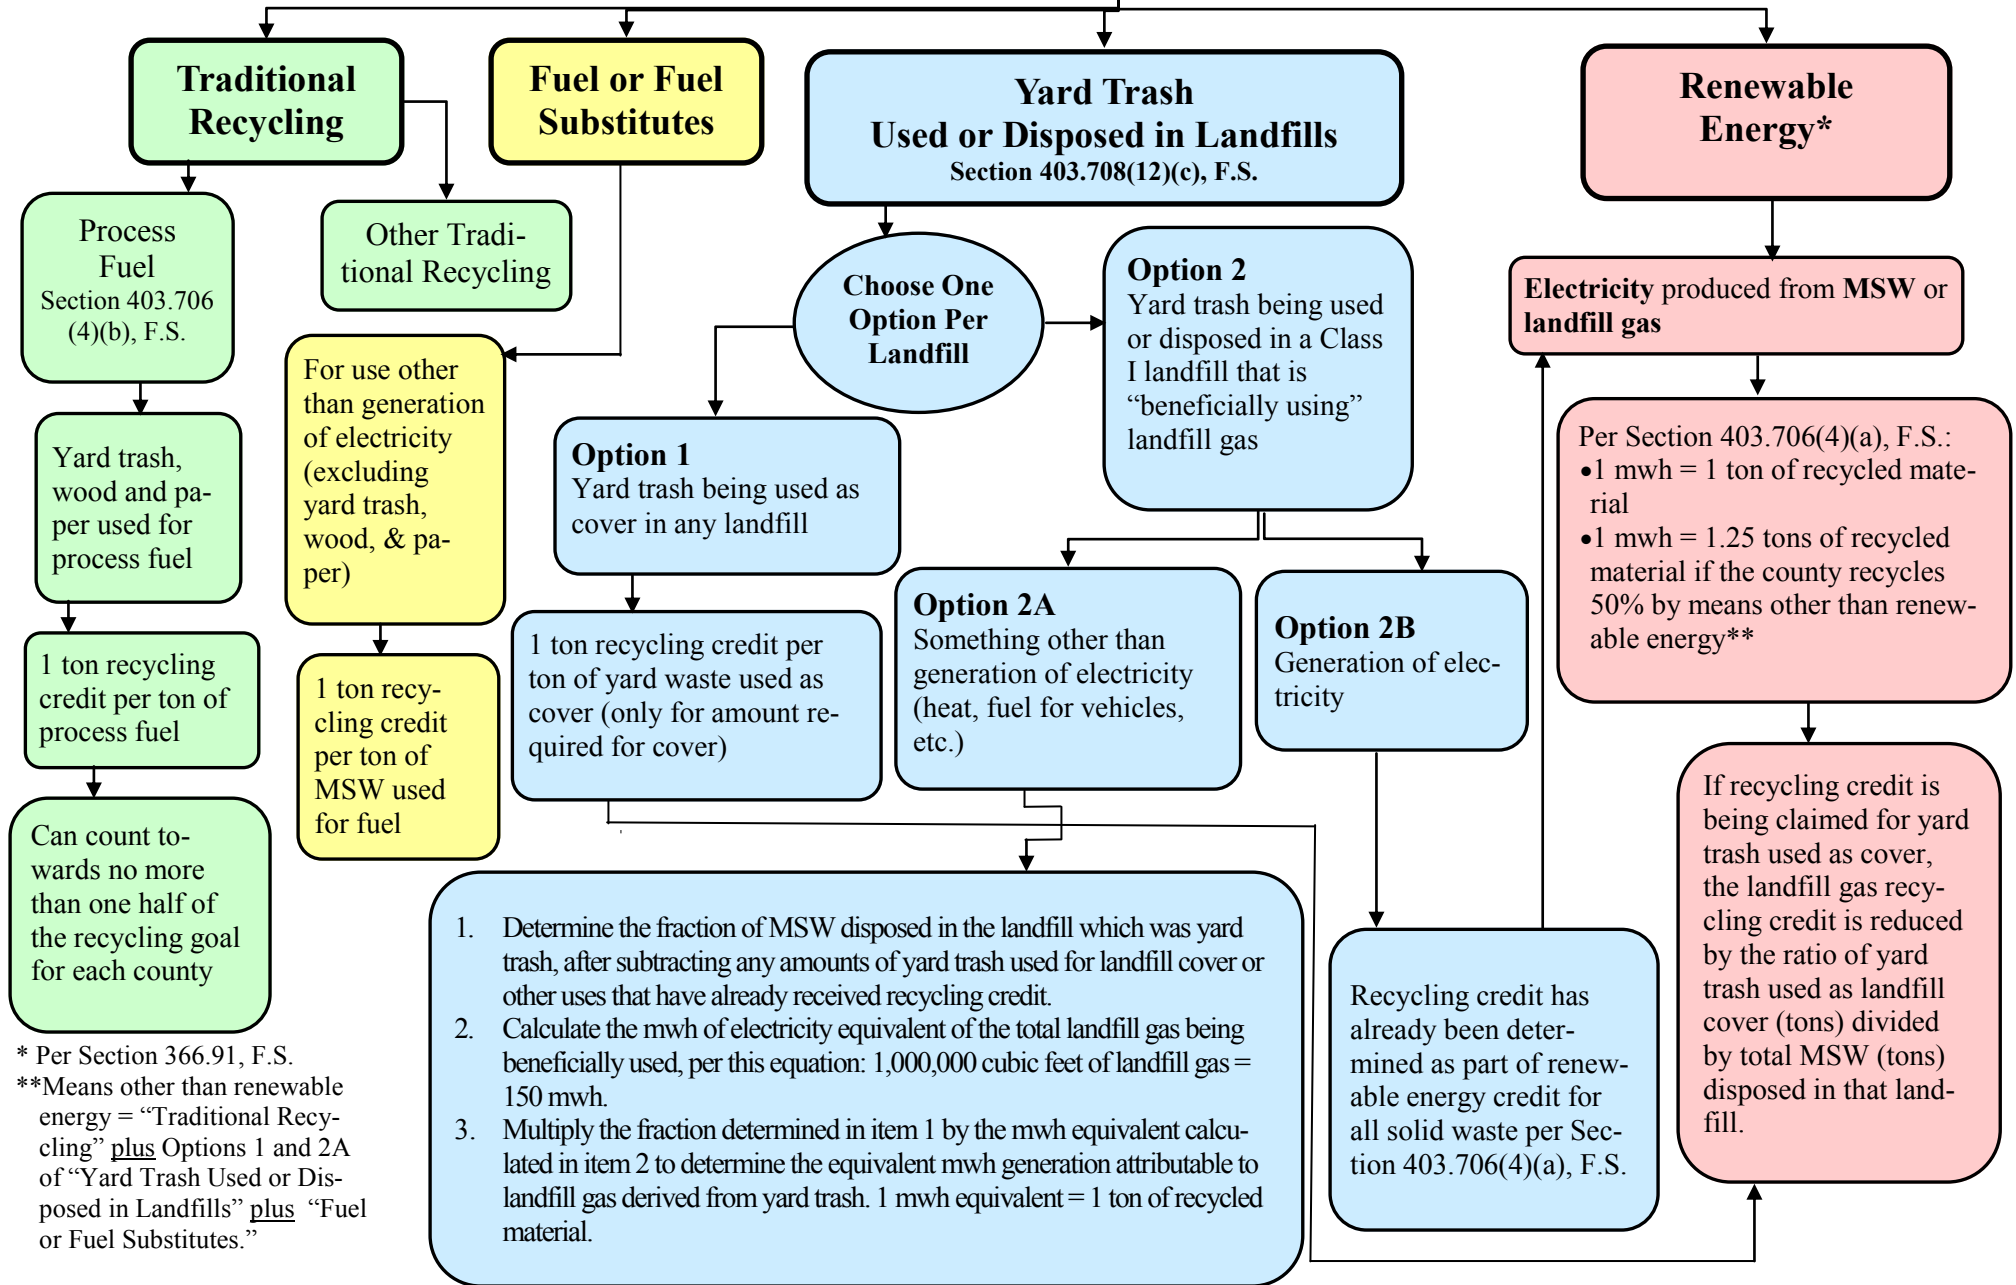 Traditional
Recycling
Fuel or Fuel
Substitutes
Yard Trash
Used or Disposed in Landfills
Section 403.708(12)(c), F.S.
Renewable
Energy*
Process
Fuel
Section 403.706
(4)(b), F.S.
Other Tradi-
tional Recycling
Choose One
Option Per
Landfill
Option 2
Yard trash being used
or disposed in a Class
I landfill that is
“beneficially using”
landfill gas
Electricity produced from MSW or
landfill gas
Yard trash,
wood and pa-
per used for
process fuel
For use other
than generation
of electricity
(excluding
yard trash,
wood, & pa-
per)
Option 1
Yard trash being used as
cover in any landfill
Per Section 403.706(4)(a), F.S.:
•1 mwh = 1 ton of recycled mate-
rial
•1 mwh = 1.25 tons of recycled
material if the county recycles
50% by means other than renew-
able energy**
1 ton recycling
credit per ton of
process fuel
1 ton recy-
cling credit
per ton of
MSW used
for fuel
1 ton recycling credit per
ton of yard waste used as
cover (only for amount re-
quired for cover)
Option 2A
Something other than
generation of electricity
(heat, fuel for vehicles,
etc.)
Option 2B
Generation of elec-
tricity
Can count to-
wards no more
than one half of
the recycling goal
for each county
1. Determine the fraction of MSW disposed in the landfill which was yard
trash, after subtracting any amounts of yard trash used for landfill cover or
other uses that have already received recycling credit.
2. Calculate the mwh of electricity equivalent of the total landfill gas being
beneficially used, per this equation: 1,000,000 cubic feet of landfill gas =
150 mwh.
3. Multiply the fraction determined in item 1 by the mwh equivalent calcu-
lated in item 2 to determine the equivalent mwh generation attributable to
landfill gas derived from yard trash. 1 mwh equivalent = 1 ton of recycled
material.
Recycling credit has
already been deter-
mined as part of renew-
able energy credit for
all solid waste per Sec-
tion 403.706(4)(a), F.S.
If recycling credit is
being claimed for yard
trash used as cover,
the landfill gas recy-
cling credit is reduced
by the ratio of yard
trash used as landfill
cover (tons) divided
by total MSW (tons)
disposed in that land-
fill.
* Per Section 366.91, F.S.
**Means other than renewable
energy = “Traditional Recy-
cling” plus Options 1 and 2A
of “Yard Trash Used or Dis-
posed in Landfills” plus “Fuel
or Fuel Substitutes.”